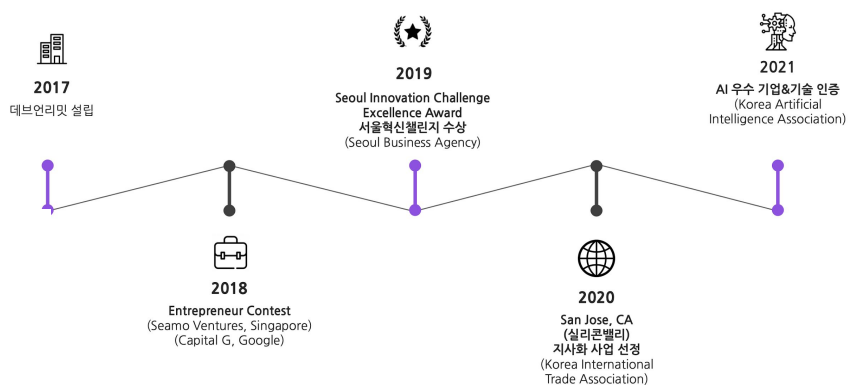 2017
데브언리밋 설립
2018
Entrepreneur Contest
(Seamo Ventures, Singapore)
(Capital G, Google)
2019
Seoul Innovation Challenge
Excellence Award
서울혁신챌린지 수상
(Seoul Business Agency)
2020
San Jose, CA
(실리콘밸리)
지사화 사업 선정
(Korea International
Trade Association)
2021
AI 우수 기업&기술 인증
(Korea Artificial
Intelligence Association)